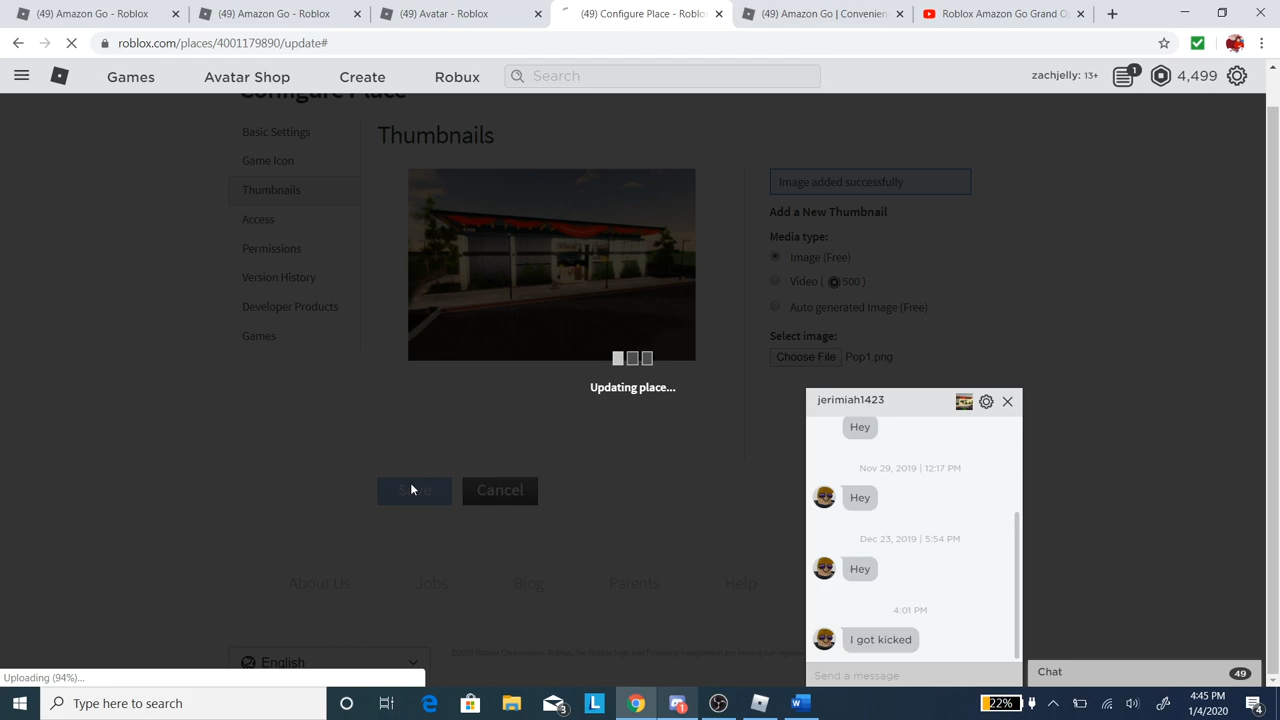 (49) Amazon Go - Roblox
(49) Amazon Go - Roblox
(49) Avatar - Roblox
(49) Configure Place - Roblox
(49) Amazon Go | Convenien
Roblox Amazon Go Grand O
roblox.com/places/4001179890/update#
Games
Avatar Shop
Create
Robux
Search
zachjelly: 13+
1
4,499
Configure Place
Basic Settings
Game Icon
Thumbnails
Access
Permissions
Version History
Developer Products
Games
Thumbnails
Image added successfully
Add a New Thumbnail
Media type:
Image (Free)
Video ( 500 )
Auto generated Image (Free)
Select image:
Choose File Pop1.png
Updating place...
Save
Cancel
jerimiah1423
Hey
Nov 29, 2019 | 12:17 PM
Hey
Dec 23, 2019 | 5:54 PM
Hey
4:01 PM
I got kicked
Send a message
Chat
49
About Us
Jobs
Blog
Parents
Help
English
Uploading (94%)...
Type here to search
3
L
1
22%
4:45 PM
1/4/2020